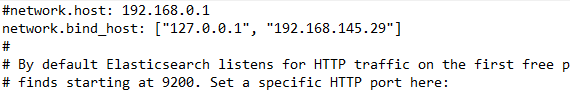 #network.host: 192.168.0.1
network.bind_host: ["127.0.0.1", "192.168.145.29"]
#
# By default Elasticsearch listens for HTTP traffic on the first free p
# finds starting at 9200. Set a specific HTTP port here: